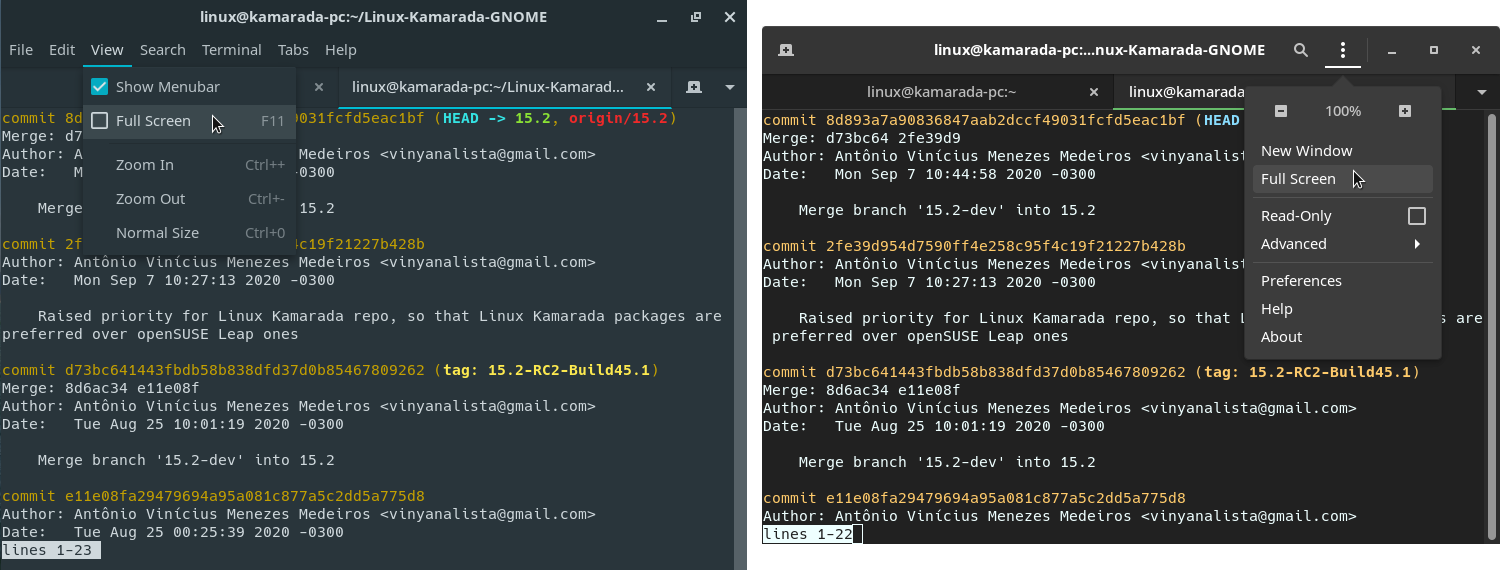 linux@kamarada-pc:~/Linux-Kamarada-GNOME
File Edit View Search Terminal Tabs Help
linux@kamarada-pc:~/Linux-Kamarad...
Show Menubar
Full Screen F11
Zoom In Ctrl++
Zoom Out Ctrl+-
Normal Size Ctrl+0
commit 8d 9031fcfd5eac1bf (HEAD -> 15.2, origin/15.2)
Merge: d7
Author: A Medeiros <vinyanalista@gmail.com>
Date: M -0300
Merge 15.2
commit 2f 4c19f21227b428b
Author: Antônio Vinícius Menezes Medeiros <vinyanalista@gmail.com>
Date: Mon Sep 7 10:27:13 2020 -0300
Raised priority for Linux Kamarada repo, so that Linux Kamarada packages are
preferred over openSUSE Leap ones
commit d73bc641443fbdb58b838dfd37d0b85467809262 (tag: 15.2-RC2-Build45.1)
Merge: 8d6ac34 e11e08f
Author: Antônio Vinícius Menezes Medeiros <vinyanalista@gmail.com>
Date: Tue Aug 25 10:01:19 2020 -0300
Merge branch '15.2-dev' into 15.2
commit e11e08fa29479694a95a081c877a5c2dd5a775d8
Author: Antônio Vinícius Menezes Medeiros <vinyanalista@gmail.com>
Date: Tue Aug 25 00:25:39 2020 -0300
lines 1-23
linux@kamarada-pc:...nux-Kamarada-GNOME
linux@kamarada-pc:~
linux@kamarada
100%
New Window
Full Screen
Read-Only
Advanced
Preferences
Help
About
commit 8d893a7a90836847aab2dccf49031fcfd5eac1bf (HEAD
Merge: d73bc64 2fe39d9
Author: Antônio Vinícius Menezes Medeiros <vinyanalist
Date: Mon Sep 7 10:44:58 2020 -0300
Merge branch '15.2-dev' into 15.2
commit 2fe39d954d7590ff4e258c95f4c19f21227b428b
Author: Antônio Vinícius Menezes Medeiros <vinyanalist
Date: Mon Sep 7 10:27:13 2020 -0300
Raised priority for Linux Kamarada repo, so that L s are
preferred over openSUSE Leap ones
commit d73bc641443fbdb58b838dfd37d0b85467809262 (tag: 15.2-RC2-Build45.1)
Merge: 8d6ac34 e11e08f
Author: Antônio Vinícius Menezes Medeiros <vinyanalista@gmail.com>
Date: Tue Aug 25 10:01:19 2020 -0300
Merge branch '15.2-dev' into 15.2
commit e11e08fa29479694a95a081c877a5c2dd5a775d8
Author: Antônio Vinícius Menezes Medeiros <vinyanalista@gmail.com>
lines 1-22